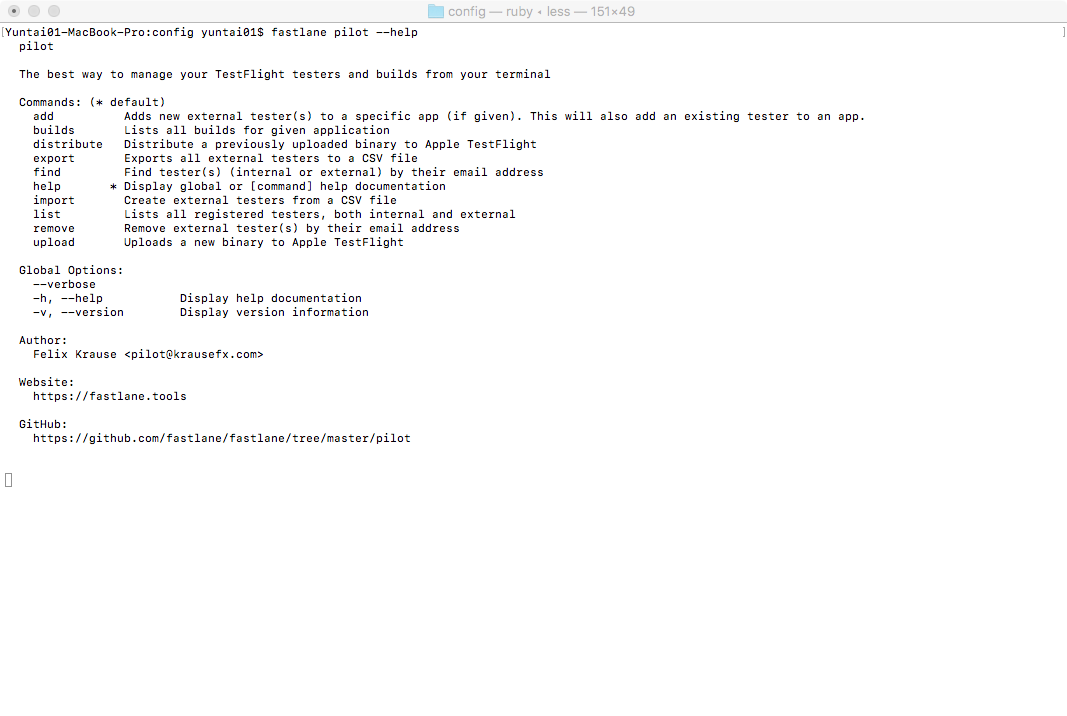 config — ruby ◂ less — 151×49
[Yuntai01-MacBook-Pro:config yuntai01$ fastlane pilot --help ]
pilot
The best way to manage your TestFlight testers and builds from your terminal
Commands: (* default)
add Adds new external tester(s) to a specific app (if given). This will also add an existing tester to an app.
builds Lists all builds for given application
distribute Distribute a previously uploaded binary to Apple TestFlight
export Exports all external testers to a CSV file
find Find tester(s) (internal or external) by their email address
help * Display global or [command] help documentation
import Create external testers from a CSV file
list Lists all registered testers, both internal and external
remove Remove external tester(s) by their email address
upload Uploads a new binary to Apple TestFlight
Global Options:
--verbose
-h, --help Display help documentation
-v, --version Display version information
Author:
Felix Krause <pilot@krausefx.com>
Website:
https://fastlane.tools
GitHub:
https://github.com/fastlane/fastlane/tree/master/pilot